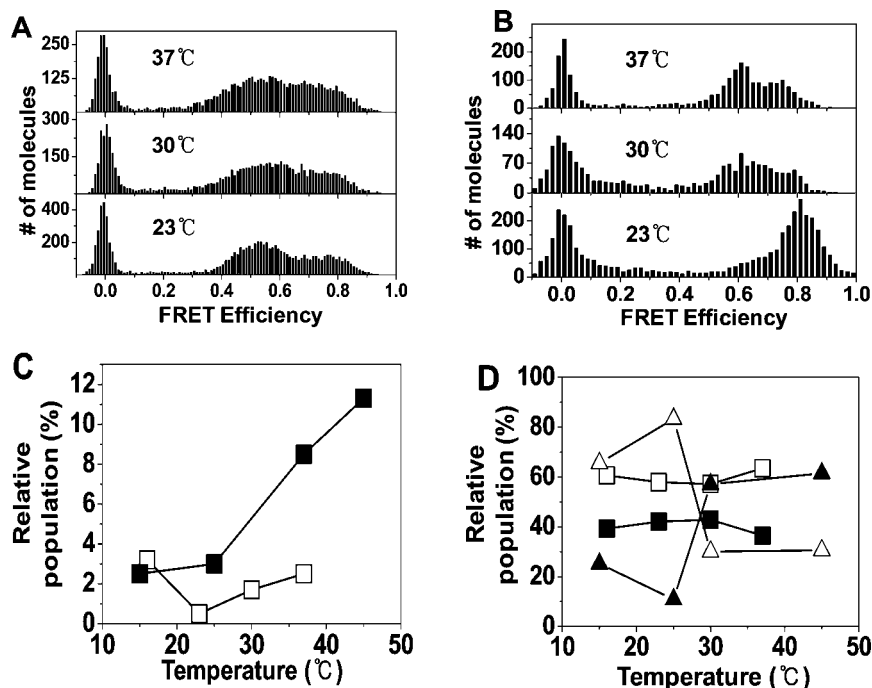 A
37℃
250
125
0
300
30℃
150
0
400
23℃
200
0
# of molecules
0.0 0.2 0.4 0.6 0.8 1.0
FRET Efficiency
B
37℃
200
100
0
140
30℃
70
0
23℃
200
100
0
# of molecules
0.0 0.2 0.4 0.6 0.8 1.0
FRET Efficiency
C
12
10
8
6
4
2
0
Relative
population (%)
10 20 30 40 50
Temperature (℃)
D
100
80
60
40
20
0
Relative
population (%)
10 20 30 40 50
Temperature (℃)